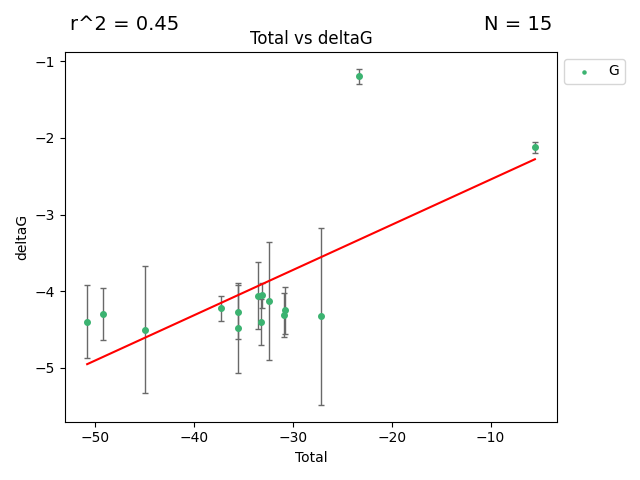 r^2 = 0.45
N = 15
Total vs deltaG
G
−1
−2
−3
−4
−5
deltaG
−50
−40
−30
−20
−10
Total